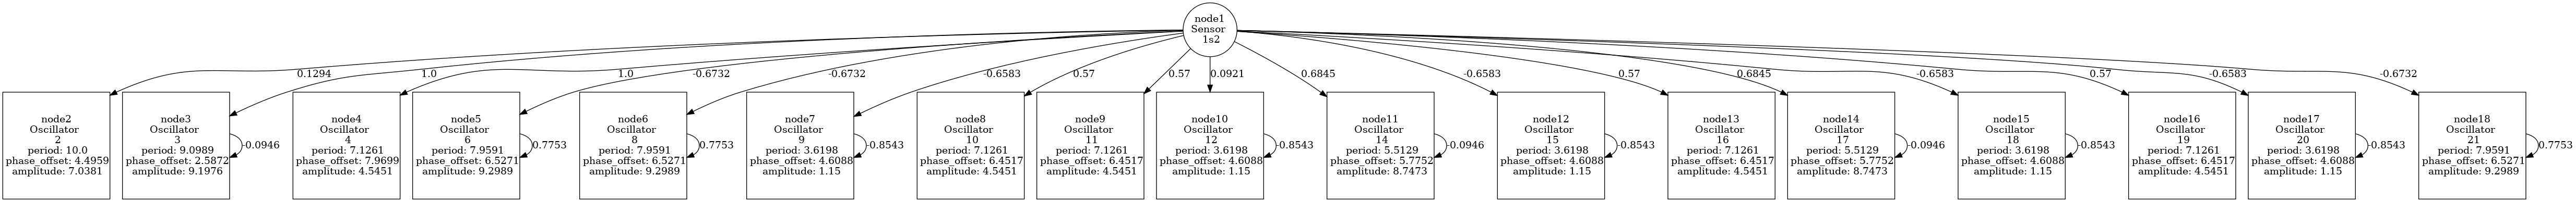 node1
Sensor
1s2
0.1294
1.0
1.0
-0.6732
-0.6732
-0.6583
0.57
0.57
0.0921
0.6845
-0.6583
0.57
0.6845
-0.6583
0.57
-0.6583
-0.6732
node2
Oscillator
2
period: 10.0
phase_offset: 4.4959
amplitude: 7.0381
node3
Oscillator
3
period: 9.0989
phase_offset: 2.5872
amplitude: 9.1976
-0.0946
node4
Oscillator
4
period: 7.1261
phase_offset: 7.9699
amplitude: 4.5451
node5
Oscillator
6
period: 7.9591
phase_offset: 6.5271
amplitude: 9.2989
0.7753
node6
Oscillator
8
period: 7.9591
phase_offset: 6.5271
amplitude: 9.2989
0.7753
node7
Oscillator
9
period: 3.6198
phase_offset: 4.6088
amplitude: 1.15
-0.8543
node8
Oscillator
10
period: 7.1261
phase_offset: 6.4517
amplitude: 4.5451
node9
Oscillator
11
period: 7.1261
phase_offset: 6.4517
amplitude: 4.5451
node10
Oscillator
12
period: 3.6198
phase_offset: 4.6088
amplitude: 1.15
-0.8543
node11
Oscillator
14
period: 5.5129
phase_offset: 5.7752
amplitude: 8.7473
-0.0946
node12
Oscillator
15
period: 3.6198
phase_offset: 4.6088
amplitude: 1.15
-0.8543
node13
Oscillator
16
period: 7.1261
phase_offset: 6.4517
amplitude: 4.5451
node14
Oscillator
17
period: 5.5129
phase_offset: 5.7752
amplitude: 8.7473
-0.0946
node15
Oscillator
18
period: 3.6198
phase_offset: 4.6088
amplitude: 1.15
-0.8543
node16
Oscillator
19
period: 7.1261
phase_offset: 6.4517
amplitude: 4.5451
node17
Oscillator
20
period: 3.6198
phase_offset: 4.6088
amplitude: 1.15
-0.8543
node18
Oscillator
21
period: 7.9591
phase_offset: 6.5271
amplitude: 9.2989
0.7753